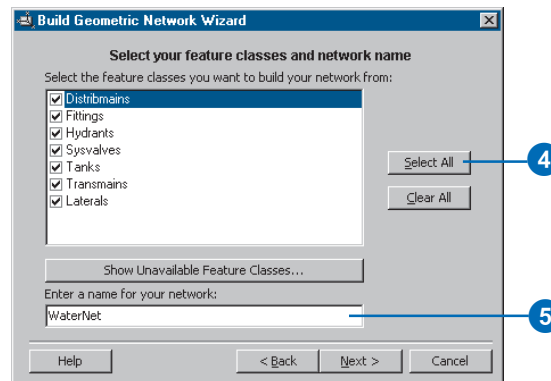 Build Geometric Network Wizard
Select your feature classes and network name
Select the feature classes you want to build your network from:
Distribmains
Fittings
Hydrants
Sysvalves
Tanks
Transmains
Laterals
Select All
4
Clear All
Show Unavailable Feature Classes...
Enter a name for your network:
WaterNet
5
Help
< Back
Next >
Cancel